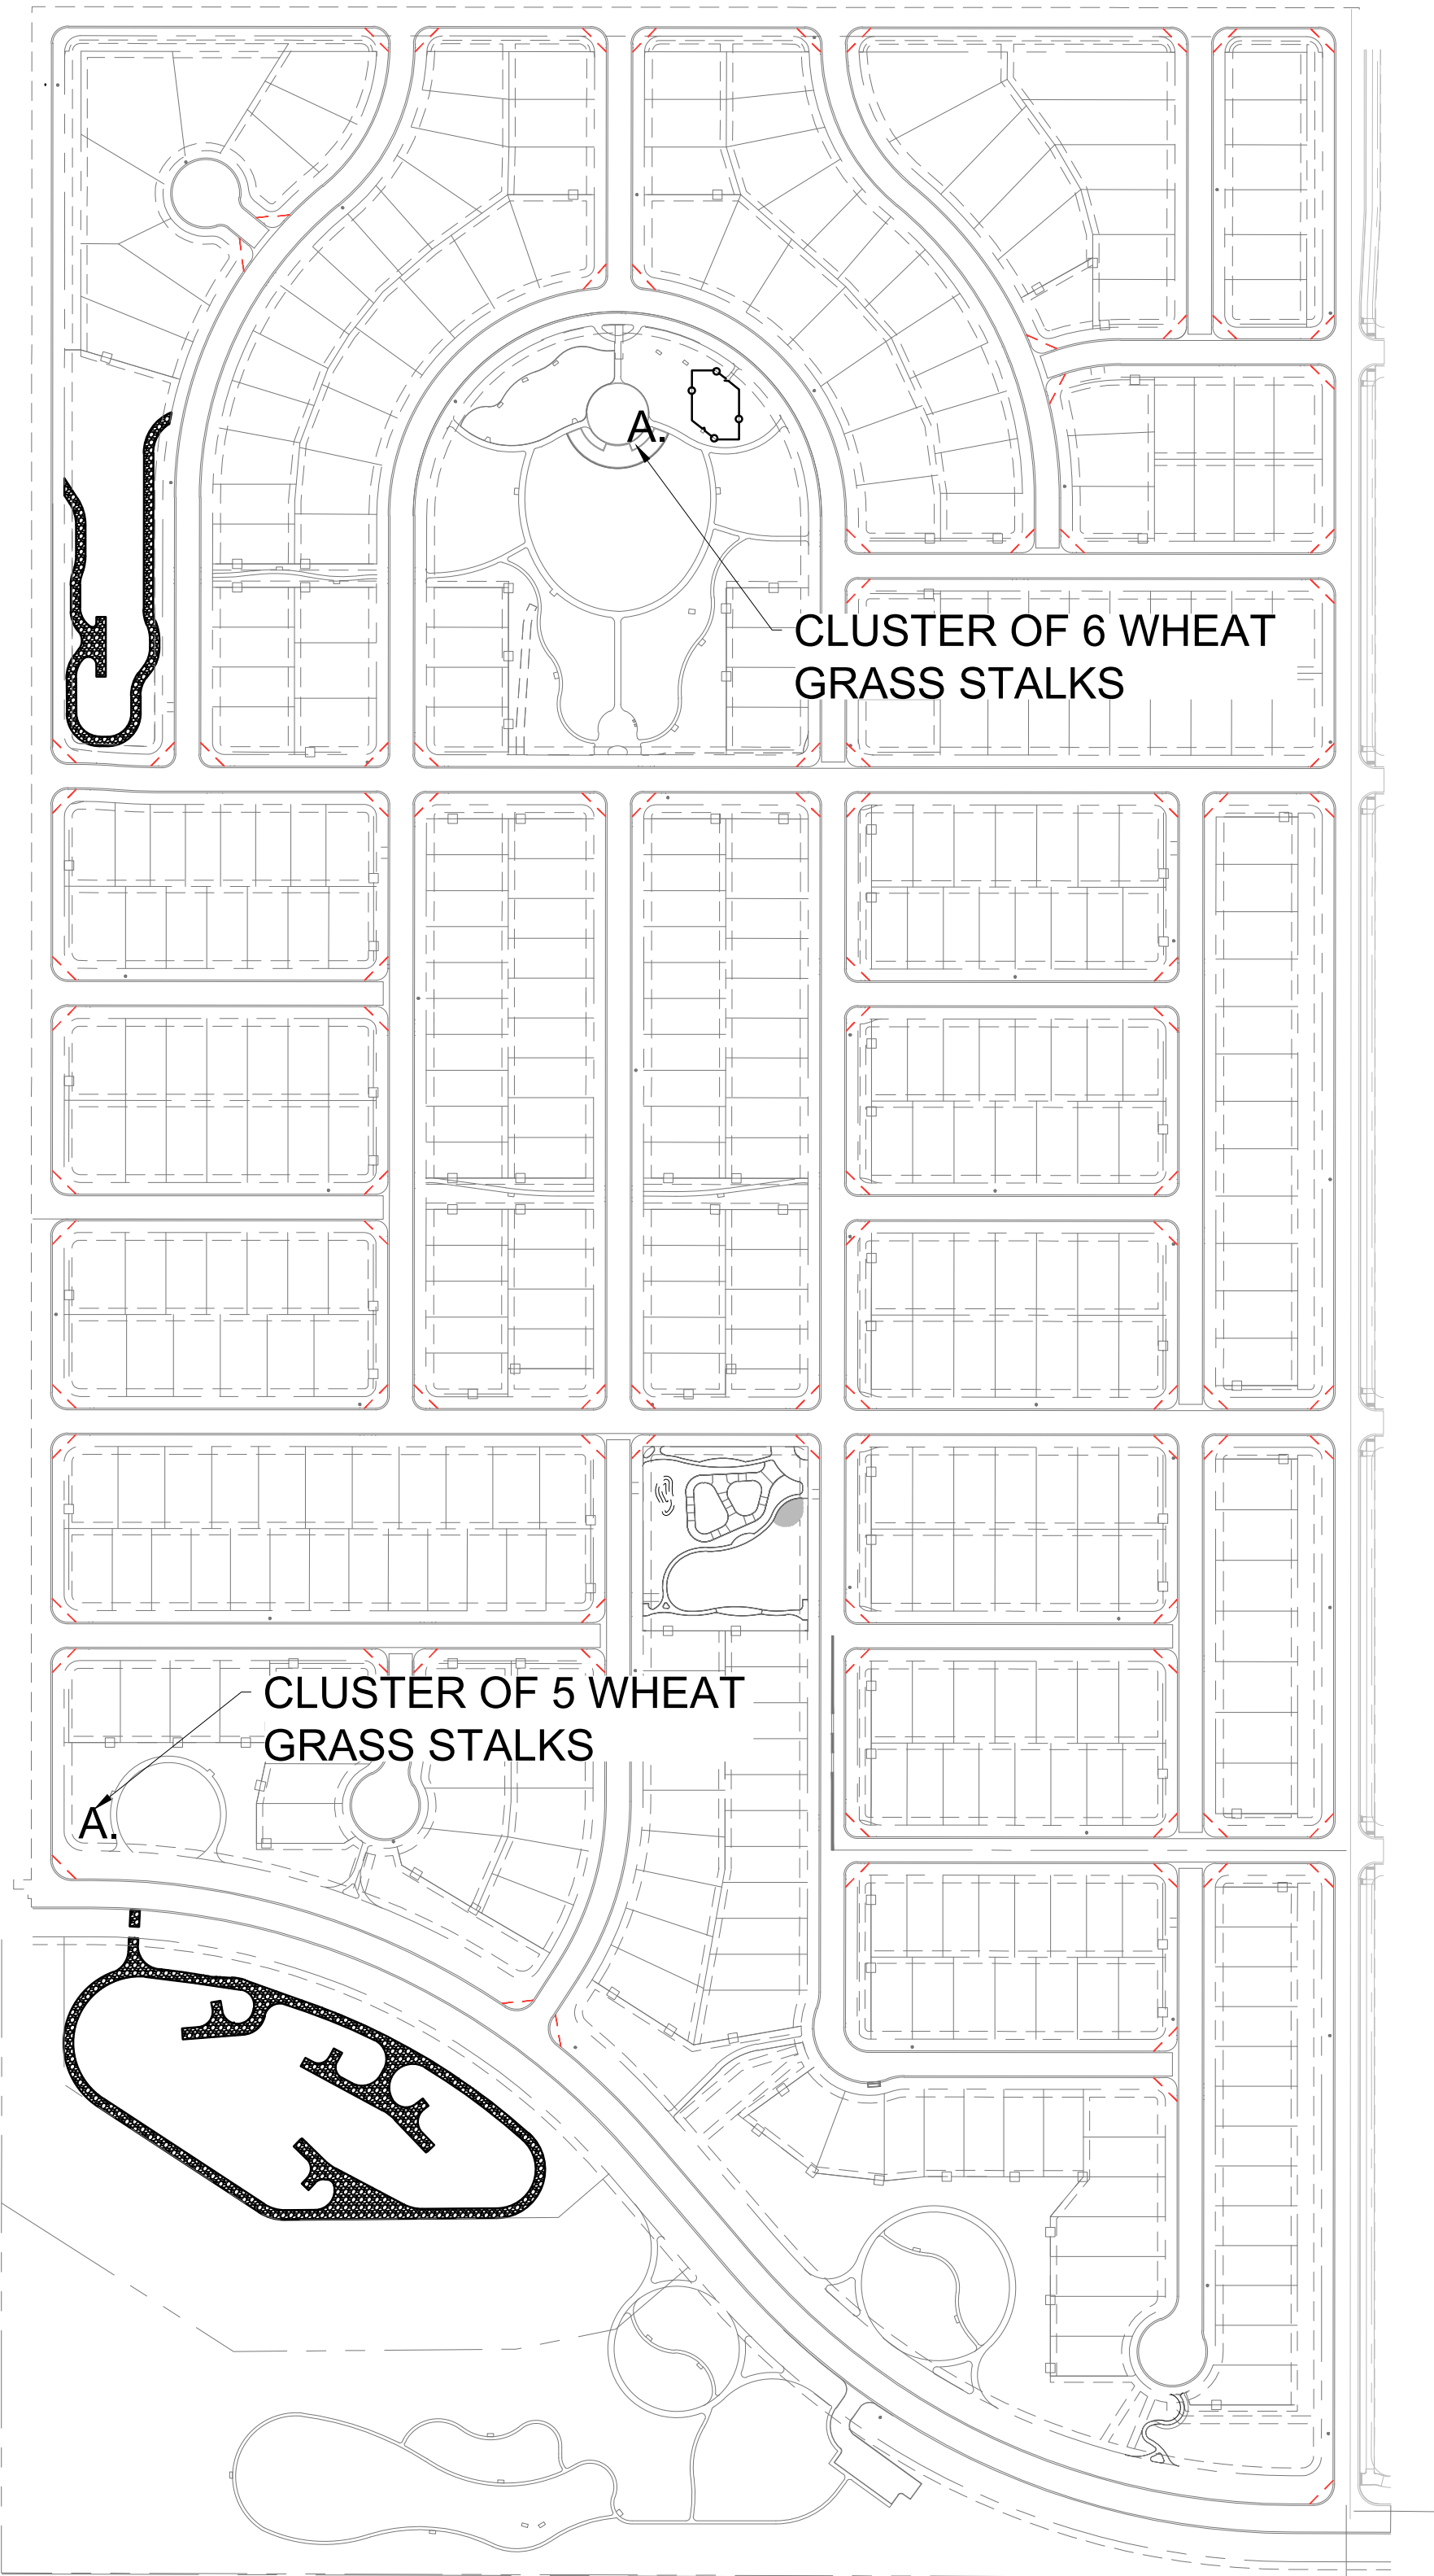 A.
CLUSTER OF 6 WHEAT
GRASS STALKS
CLUSTER OF 5 WHEAT
GRASS STALKS
A.